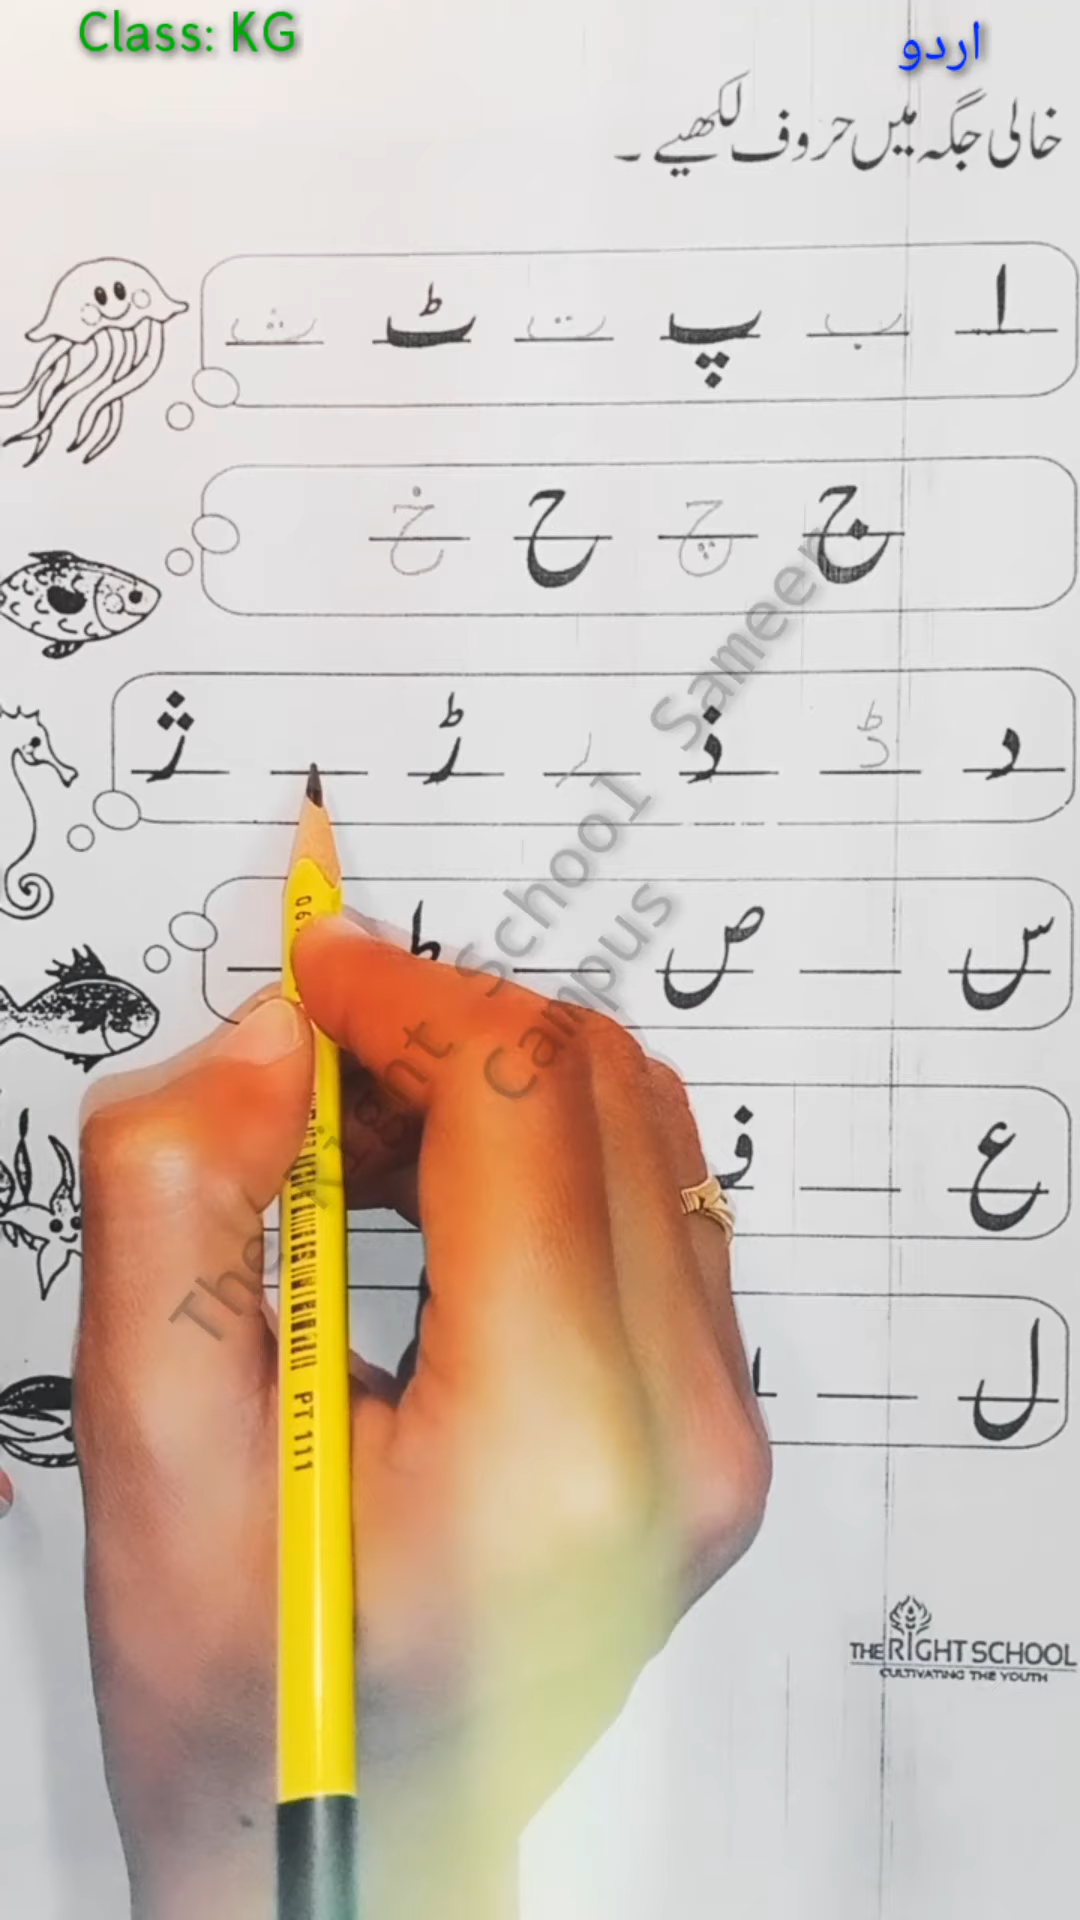 Class: KG
اردو
خالی جگہ میں حروف لکھیے ۔
ا ب پ ت ٹ ث
ج چ ح خ
د ڈ ذ ر ڑ ژ
س ص
ع ف
ل
06
PT 111
The Right School Sameer Campus
THE RIGHT SCHOOL
CULTIVATING THE YOUTH